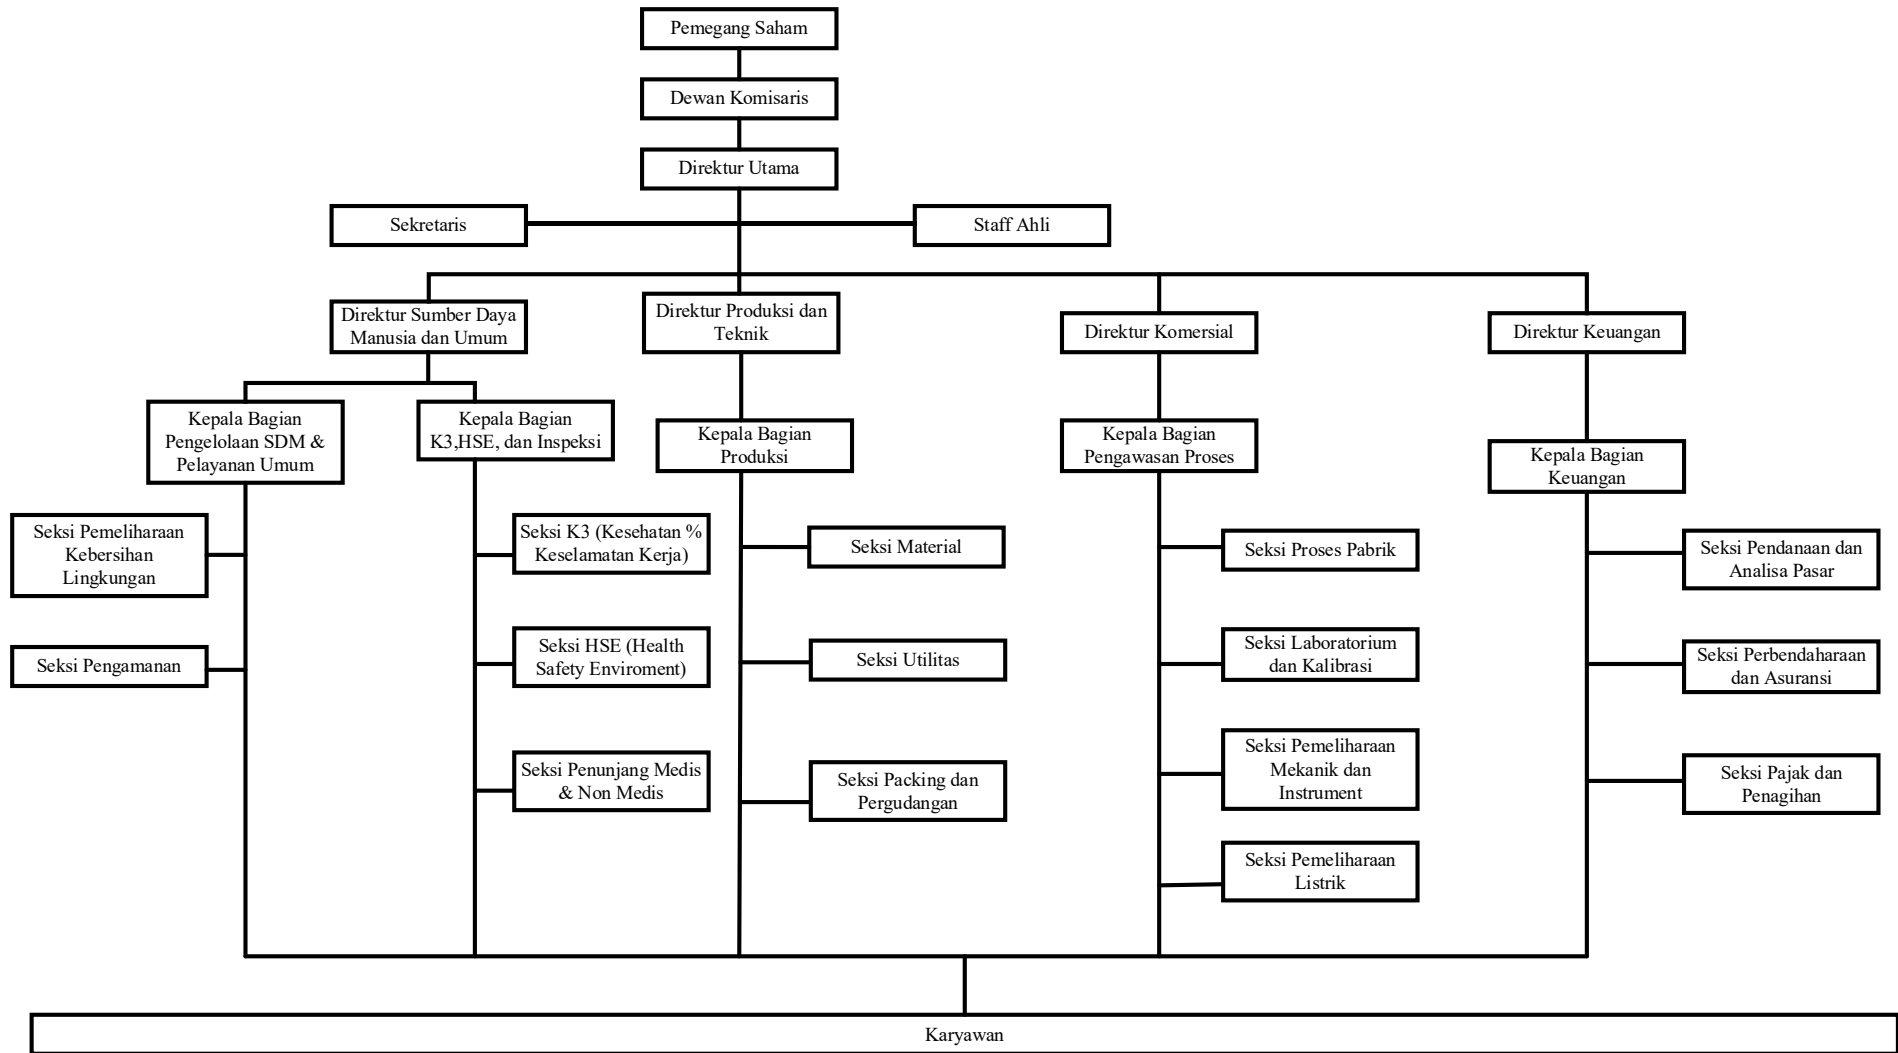 Pemegang Saham
Dewan Komisaris
Direktur Utama
Sekretaris
Staff Ahli
Direktur Sumber Daya
Manusia dan Umum
Direktur Produksi dan
Teknik
Direktur Komersial
Direktur Keuangan
Kepala Bagian
Pengelolaan SDM &
Pelayanan Umum
Kepala Bagian
K3,HSE, dan Inspeksi
Kepala Bagian
Produksi
Kepala Bagian
Pengawasan Proses
Kepala Bagian
Keuangan
Seksi Pemeliharaan
Kebersihan
Lingkungan
Seksi K3 (Kesehatan %
Keselamatan Kerja)
Seksi Material
Seksi Proses Pabrik
Seksi Pendanaan dan
Analisa Pasar
Seksi Pengamanan
Seksi HSE (Health
Safety Enviroment)
Seksi Utilitas
Seksi Laboratorium
dan Kalibrasi
Seksi Perbendaharaan
dan Asuransi
Seksi Penunjang Medis
& Non Medis
Seksi Packing dan
Pergudangan
Seksi Pemeliharaan
Mekanik dan
Instrument
Seksi Pajak dan
Penagihan
Seksi Pemeliharaan
Listrik
Karyawan